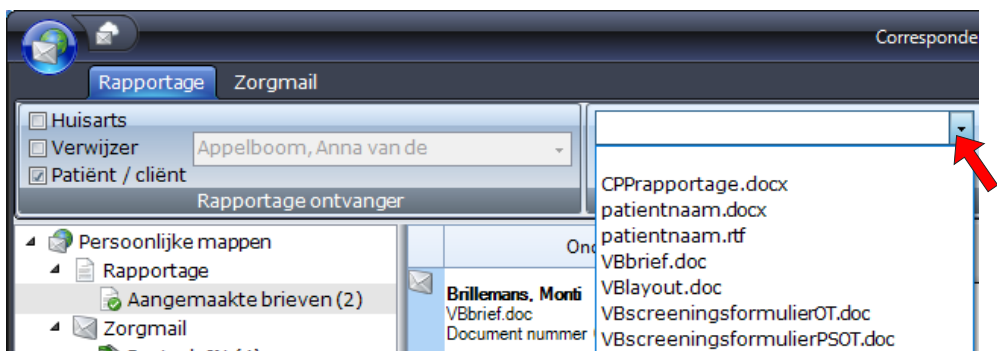 Corresponde
Rapportage Zorgmail
Huisarts
Verwijzer Appelboom, Anna van de
Patiënt / cliënt
Rapportage ontvanger
CPPrapportage.docx
patientnaam.docx
patientnaam.rtf
VBbrief.doc
VBlayout.doc
VBscreeningsformulierOT.doc
VBscreeningsformulierPSOT.doc
Persoonlijke mappen
Rapportage
Aangemaakte brieven (2)
Zorgmail
Brillemans, Monti
VBbrief.doc
Document nummer